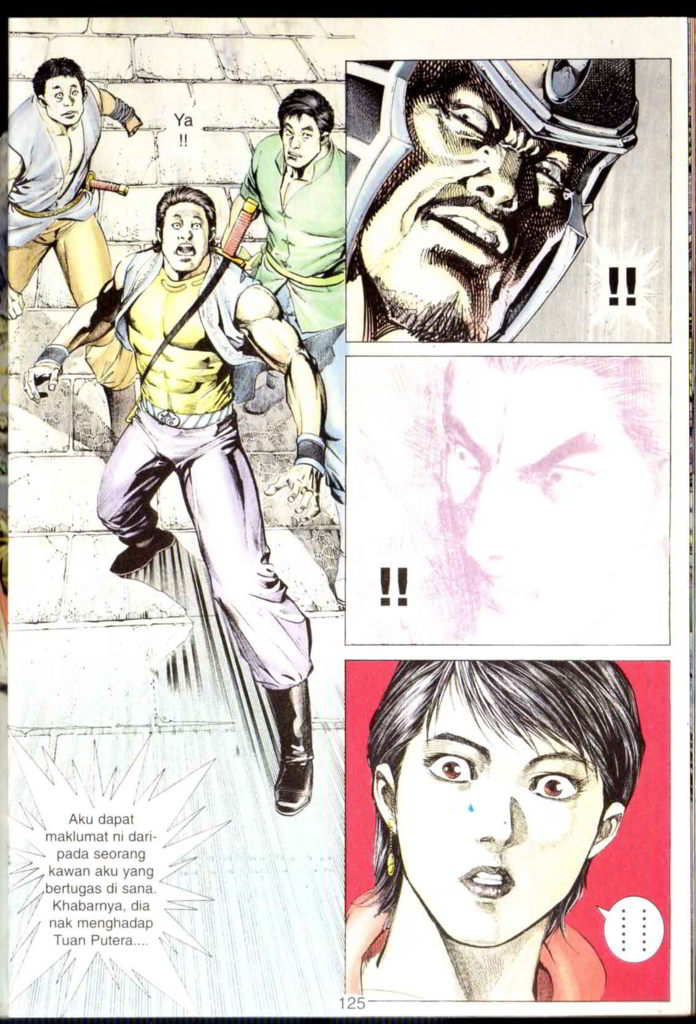 Ya
!!
!!
!!
Aku dapat
maklumat ni dari-
pada seorang
kawan aku yang
bertugas di sana.
Khabarnya, dia
nak menghadap
Tuan Putera....
125